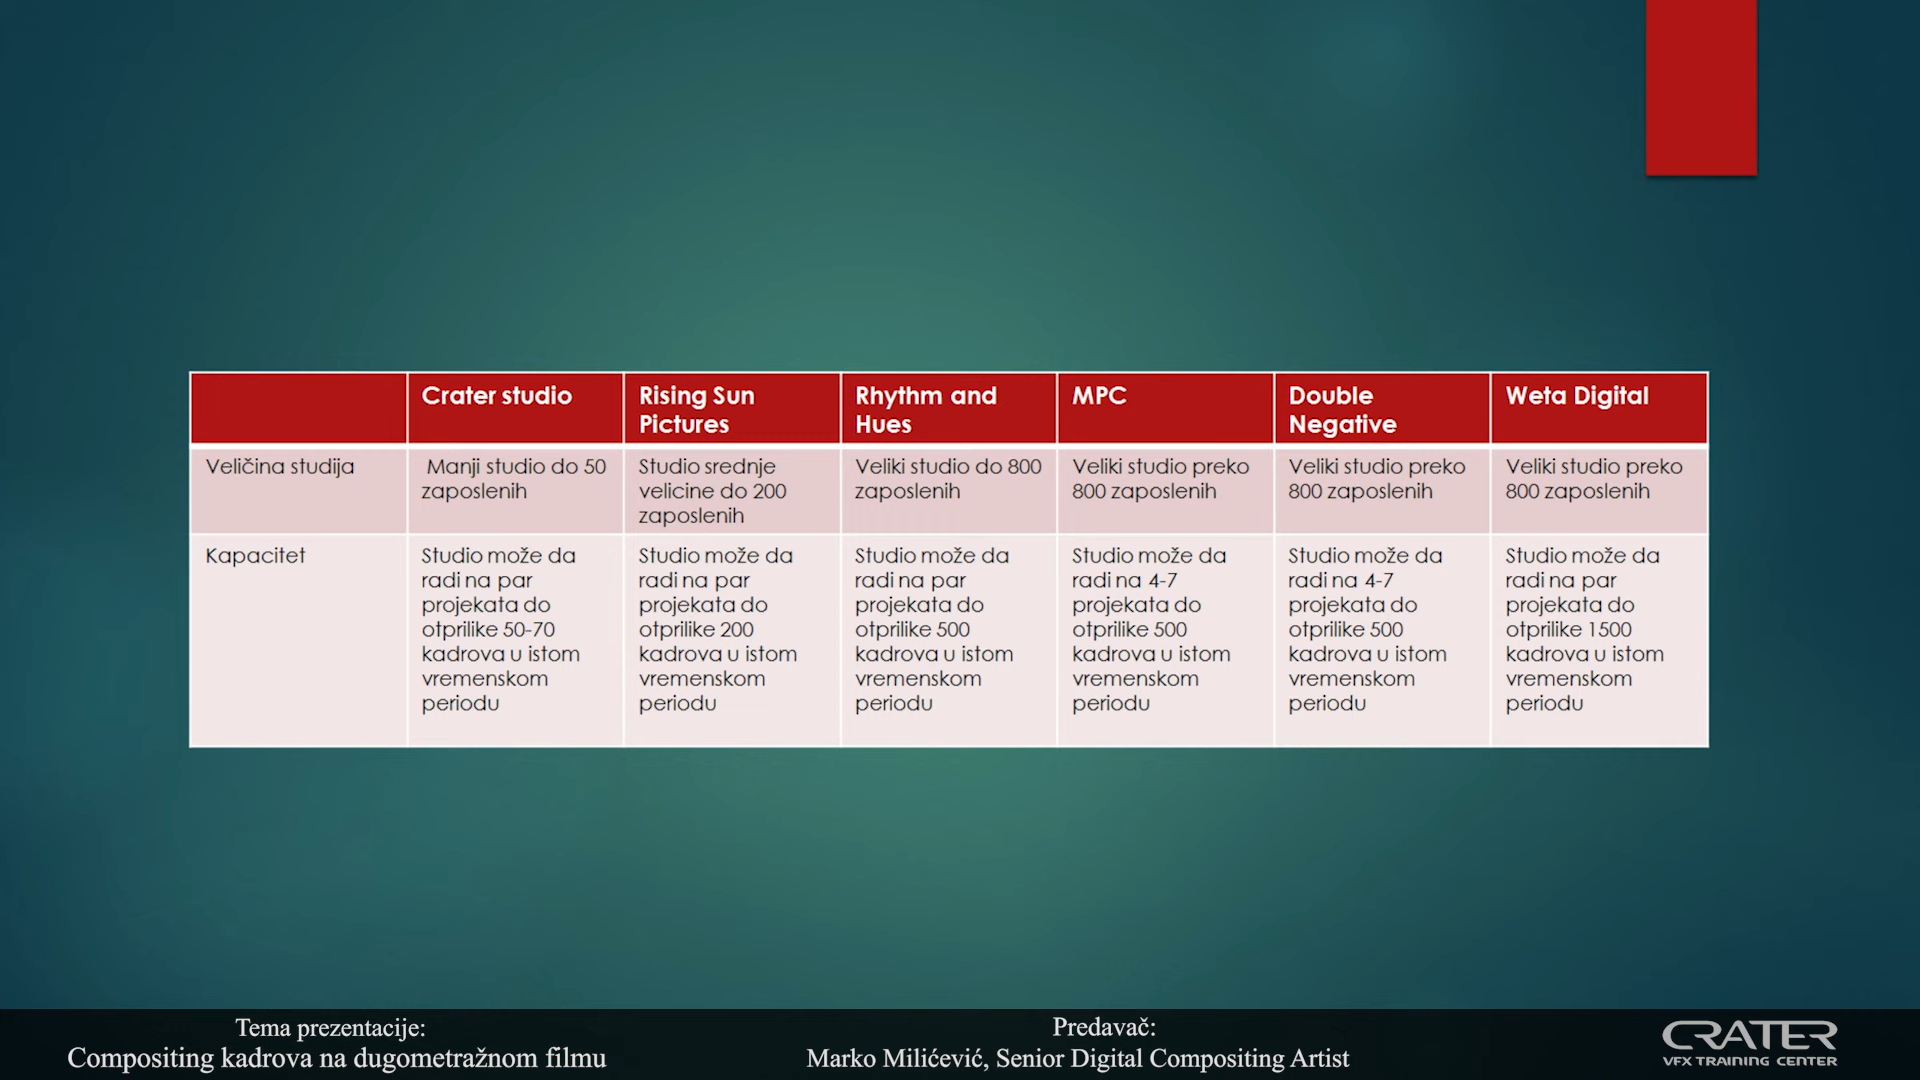 Crater studio
Rising Sun
Pictures
Rhythm and
Hues
MPC
Double
Negative
Weta Digital
Veličina studija
Manji studio do 50
zaposlenih
Studio srednje
velicine do 200
zaposlenih
Veliki studio do 800
zaposlenih
Veliki studio preko
800 zaposlenih
Veliki studio preko
800 zaposlenih
Veliki studio preko
800 zaposlenih
Kapacitet
Studio može da
radi na par
projekata do
otprilike 50-70
kadrova u istom
vremenskom
periodu
Studio može da
radi na par
projekata do
otprilike 200
kadrova u istom
vremenskom
periodu
Studio može da
radi na par
projekata do
otprilike 500
kadrova u istom
vremenskom
periodu
Studio može da
radi na 4-7
projekata do
otprilike 500
kadrova u istom
vremenskom
periodu
Studio može da
radi na 4-7
projekata do
otprilike 500
kadrova u istom
vremenskom
periodu
Studio može da
radi na par
projekata do
otprilike 1500
kadrova u istom
vremenskom
periodu
Tema prezentacije:
Compositing kadrova na dugometražnom filmu
Predavač:
Marko Milićević, Senior Digital Compositing Artist
CRATER
VFX TRAINING CENTER